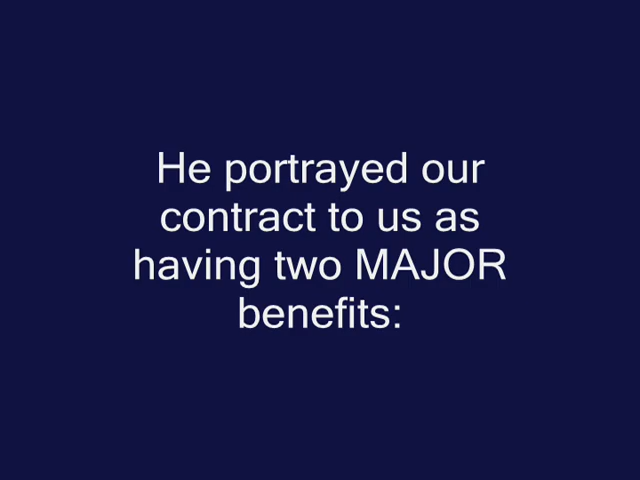 He portrayed our
contract to us as
having two MAJOR
benefits: